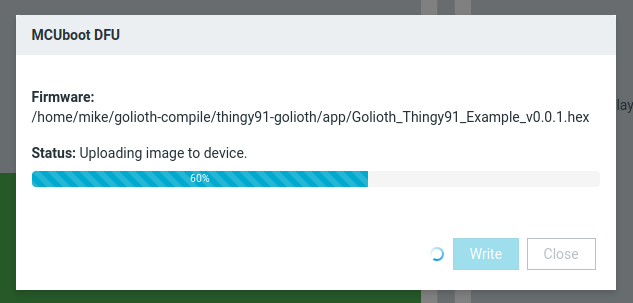 MCUboot DFU
Firmware:
/home/mike/golioth-compile/thingy91-golioth/app/Golioth_Thingy91_Example_v0.0.1.hex
Status: Uploading image to device.
60%
Write
Close